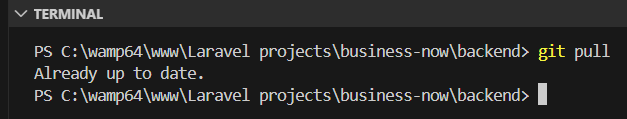 TERMINAL
PS C:\wamp64\www\Laravel projects\business-now\backend> git pull
Already up to date.
PS C:\wamp64\www\Laravel projects\business-now\backend>